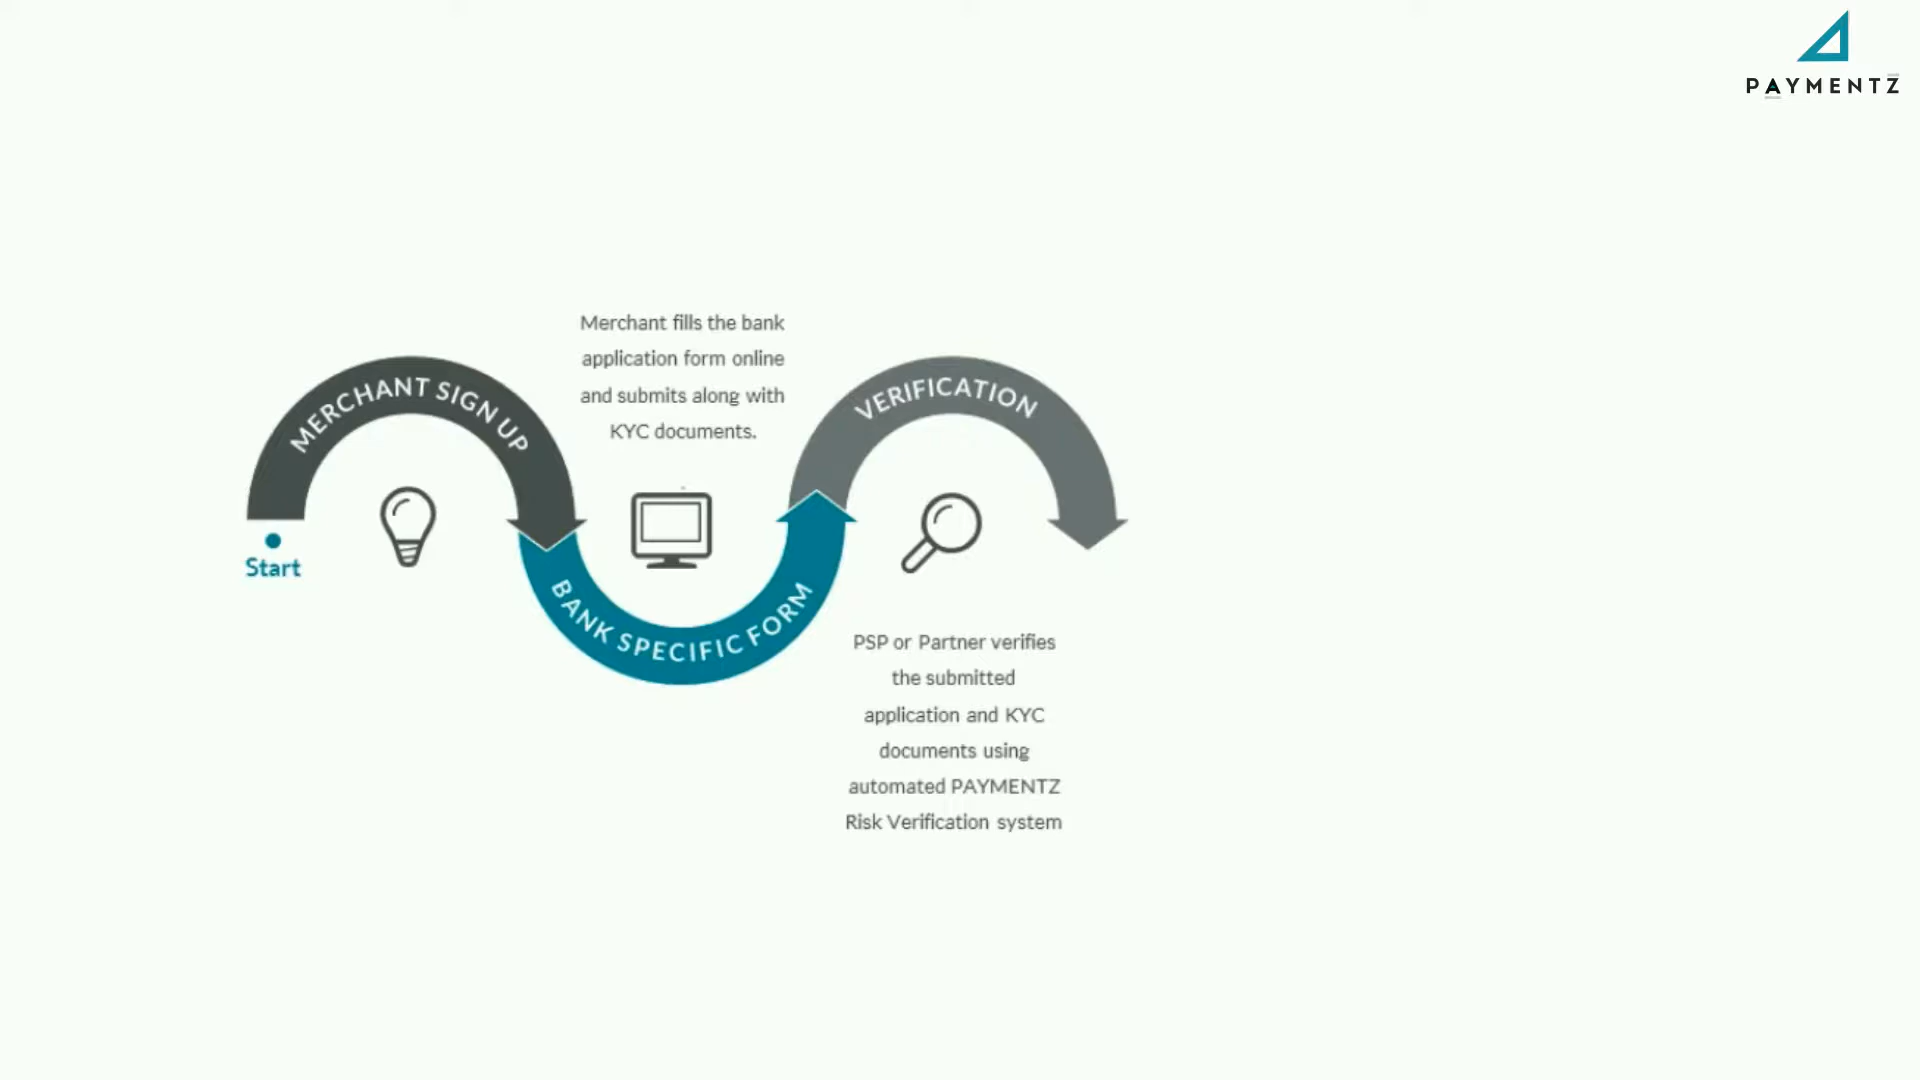 PAYMENTZ
MERCHANT SIGN UP
Start
Merchant fills the bank
application form online
and submits along with
KYC documents.
BANK SPECIFIC FORM
VERIFICATION
PSP or Partner verifies
the submitted
application and KYC
documents using
automated PAYMENTZ
Risk Verification system